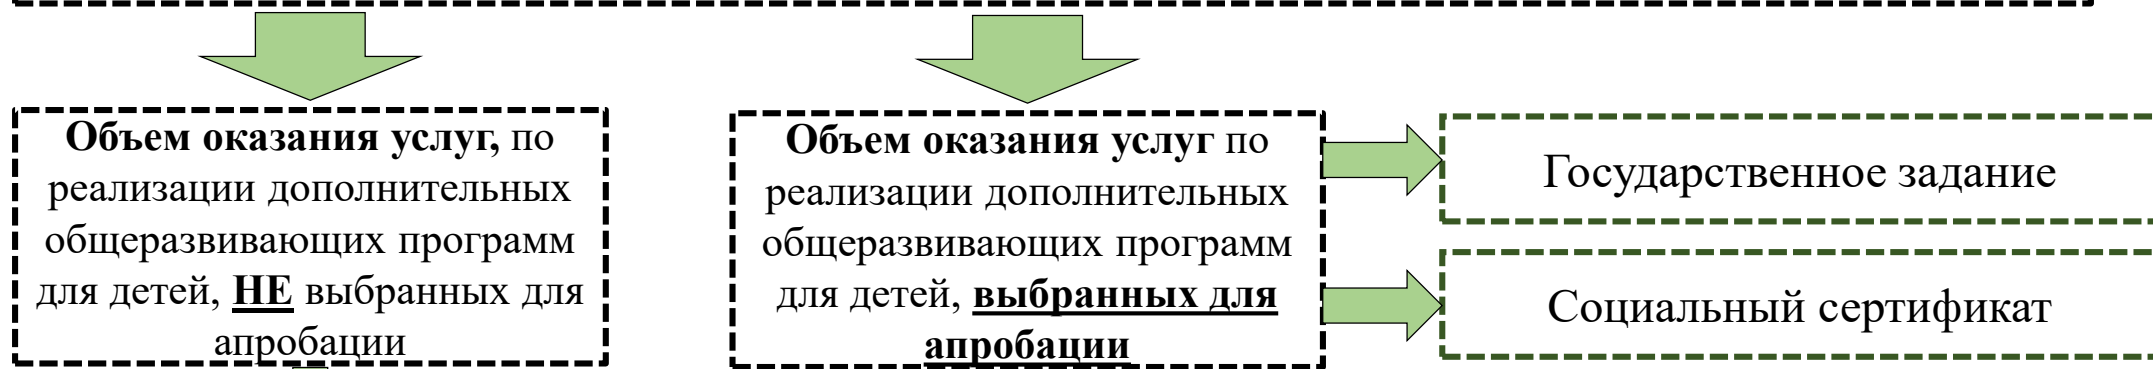 Объем оказания услуг, по
реализации дополнительных
общеразвивающих программ
для детей, НЕ выбранных для
апробации
Объем оказания услуг по
реализации дополнительных
общеразвивающих программ
для детей, выбранных для
апробации
Государственное задание
Социальный сертификат